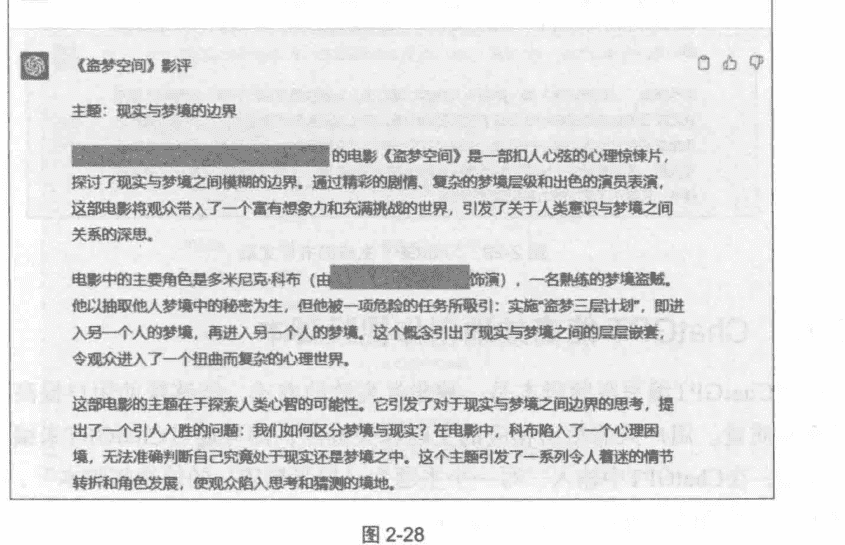 《盗梦空间》影评
主题：现实与梦境的边界
的电影《盗梦空间》是一部扣人心弦的心理惊悚片，
探讨了现实与梦境之间模糊的边界。通过精彩的剧情、复杂的梦境层级和出色的演员表演，
这部电影将观众带入了一个富有想象力和充满挑战的世界，引发了关于人类意识与梦境之间
关系的深思。
电影中的主要角色是多米尼克·科布（由 饰演），一名熟练的梦境盗贼。
他以抽取他人梦境中的秘密为生，但他被一项危险的任务所吸引：实施“盗梦三层计划”，即进
入另一个人的梦境，再进入另一个人的梦境。这个概念引出了现实与梦境之间的层层嵌套，
令观众进入了一个扭曲而复杂的心理世界。
这部电影的主题在于探索人类心智的可能性。它引发了对于现实与梦境之间边界的思考，提
出了一个引人入胜的问题：我们如何区分梦境与现实？在电影中，科布陷入了一个心理困
境，无法准确判断自己究竟处于现实还是梦境之中。这个主题引发了一系列令人着迷的情节
转折和角色发展，使观众陷入思考和猜测的境地。
图 2-28